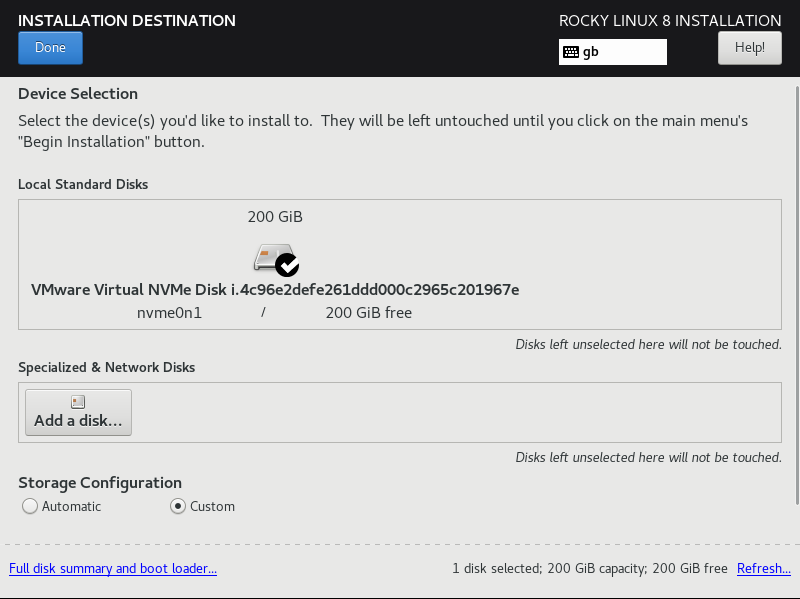 INSTALLATION DESTINATION
ROCKY LINUX 8 INSTALLATION
Done
gb
Help!
Device Selection
Select the device(s) you'd like to install to.  They will be left untouched until you click on the main menu's
"Begin Installation" button.
Local Standard Disks
200 GiB
VMware Virtual NVMe Disk i.4c96e2defe261ddd000c2965c201967e
nvme0n1 / 200 GiB free
Disks left unselected here will not be touched.
Specialized & Network Disks
Add a disk...
Disks left unselected here will not be touched.
Storage Configuration
Automatic Custom
Full disk summary and boot loader... 1 disk selected; 200 GiB capacity; 200 GiB free Refresh...